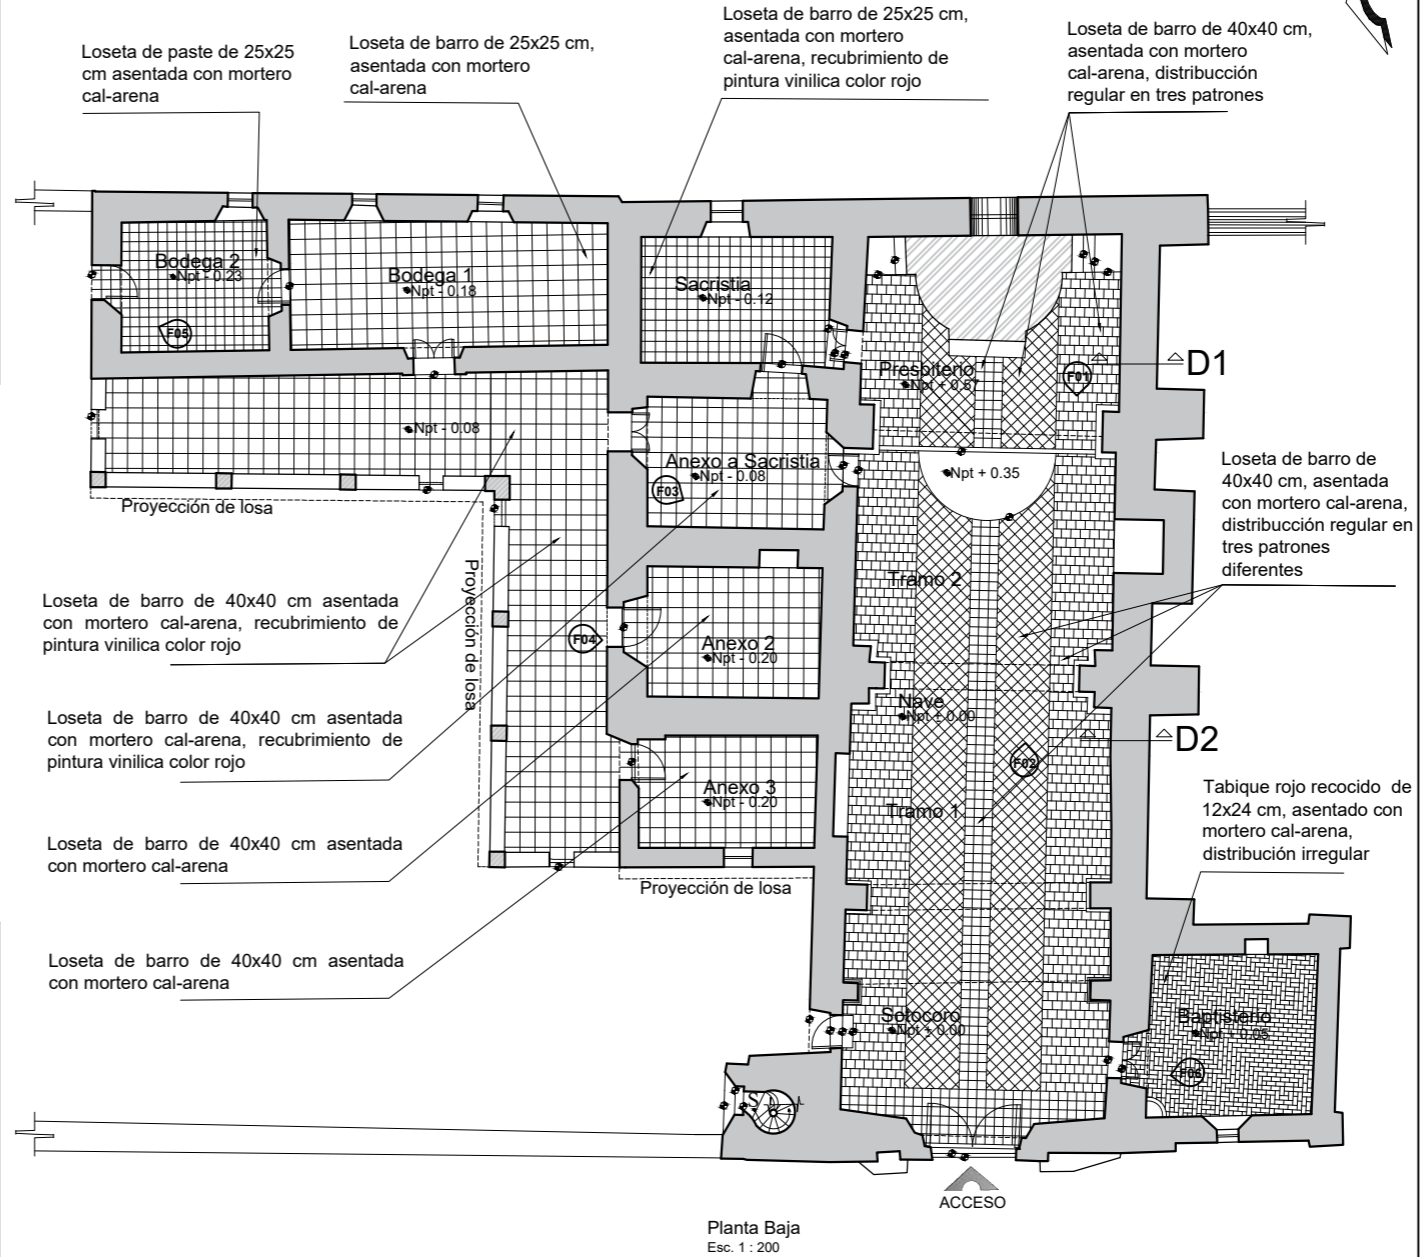 Loseta de paste de 25x25
cm asentada con mortero
cal-arena
Loseta de barro de 25x25 cm,
asentada con mortero
cal-arena
Loseta de barro de 25x25 cm,
asentada con mortero
cal-arena, recubrimiento de
pintura vinilica color rojo
Loseta de barro de 40x40 cm,
asentada con mortero
cal-arena, distribucción
regular en tres patrones
Bodega 2
Npt - 0.23
F05
Bodega 1
Npt - 0.18
Sacristia
Npt - 0.12
Presbiterio
Npt + 0.67
F01
D1
Npt - 0.08
Anexo a Sacristia
Npt - 0.08
F03
Npt + 0.35
Proyección de losa
Proyección de losa
Loseta de barro de
40x40 cm, asentada
con mortero cal-arena,
distribucción regular en
tres patrones
diferentes
Tramo 2
Loseta de barro de 40x40 cm asentada
con mortero cal-arena, recubrimiento de
pintura vinilica color rojo
F04
Anexo 2
Npt - 0.20
Nave
Npt + 0.00
Loseta de barro de 40x40 cm asentada
con mortero cal-arena, recubrimiento de
pintura vinilica color rojo
D2
F02
Anexo 3
Npt - 0.20
Tramo 1
Tabique rojo recocido de
12x24 cm, asentado con
mortero cal-arena,
distribución irregular
Loseta de barro de 40x40 cm asentada
con mortero cal-arena
Proyección de losa
Loseta de barro de 40x40 cm asentada
con mortero cal-arena
Sotocoro
Npt + 0.00
Baptisterio
Npt + 0.05
F06
S
ACCESO
Planta Baja
Esc. 1 : 200